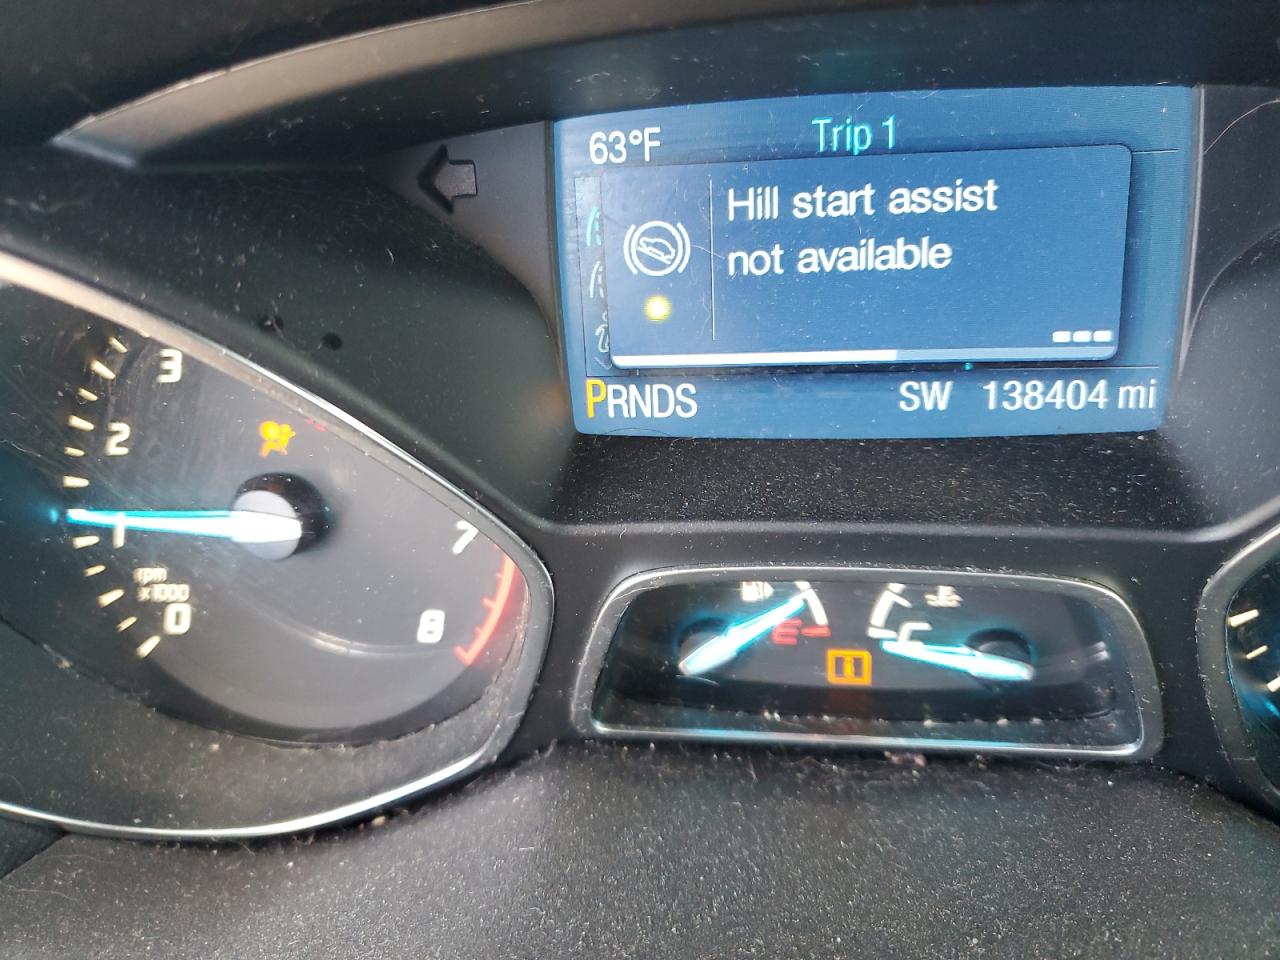 63°F Trip 1
Hill start assist
not available
PRNDS SW 138404 mi
3
2
1
rpm
x1000
0
7
8
E C
i